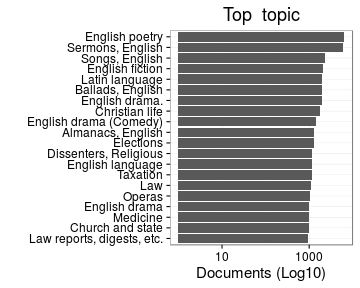 Top topic
English poetry
Sermons, English
Songs, English
English fiction
Latin language
Ballads, English
English drama.
Christian life
English drama (Comedy)
Almanacs, English
Elections
Dissenters, Religious
English language
Taxation
Law
Operas
English drama
Medicine
Church and state
Law reports, digests, etc.
10 1000
Documents (Log10)